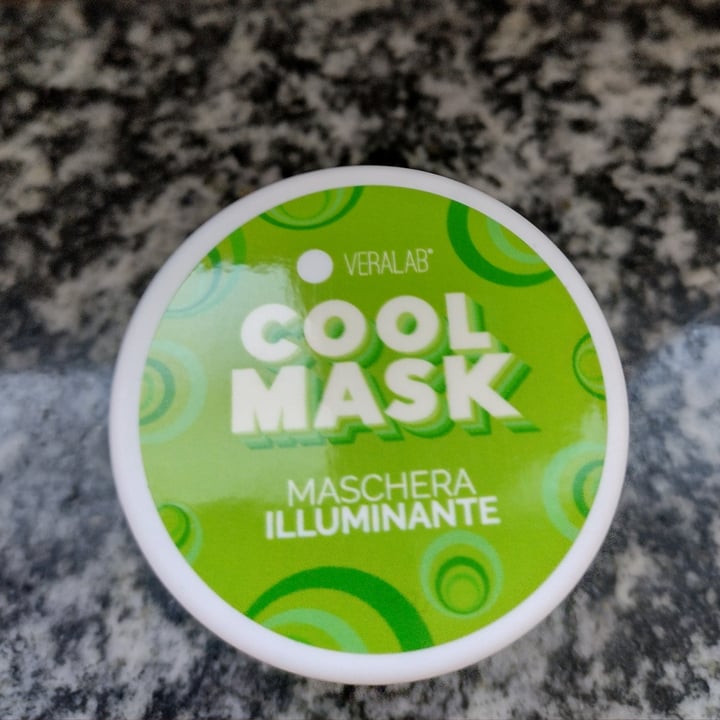 VERALAB®
COOL
MASK
MASCHERA
ILLUMINANTE